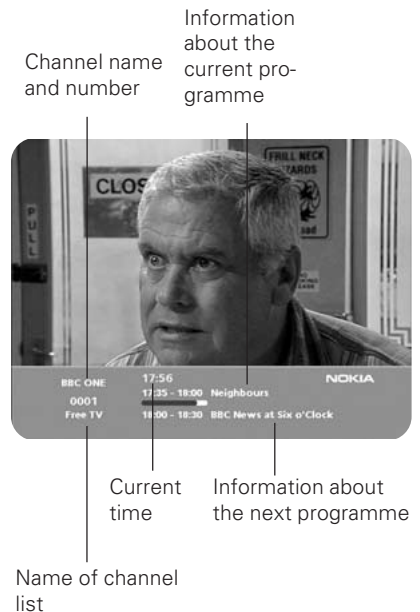 Information
about the
current pro-
gramme
Channel name
and number
FRILL NECK
CLOS
PULL
BBC ONE
17:56
NOKIA
17:35 - 18:00 Neighbours
0001
Free TV
18:00 - 18:30 BBC News at Six o'Clock
Current
time
Information about
the next programme
Name of channel
list